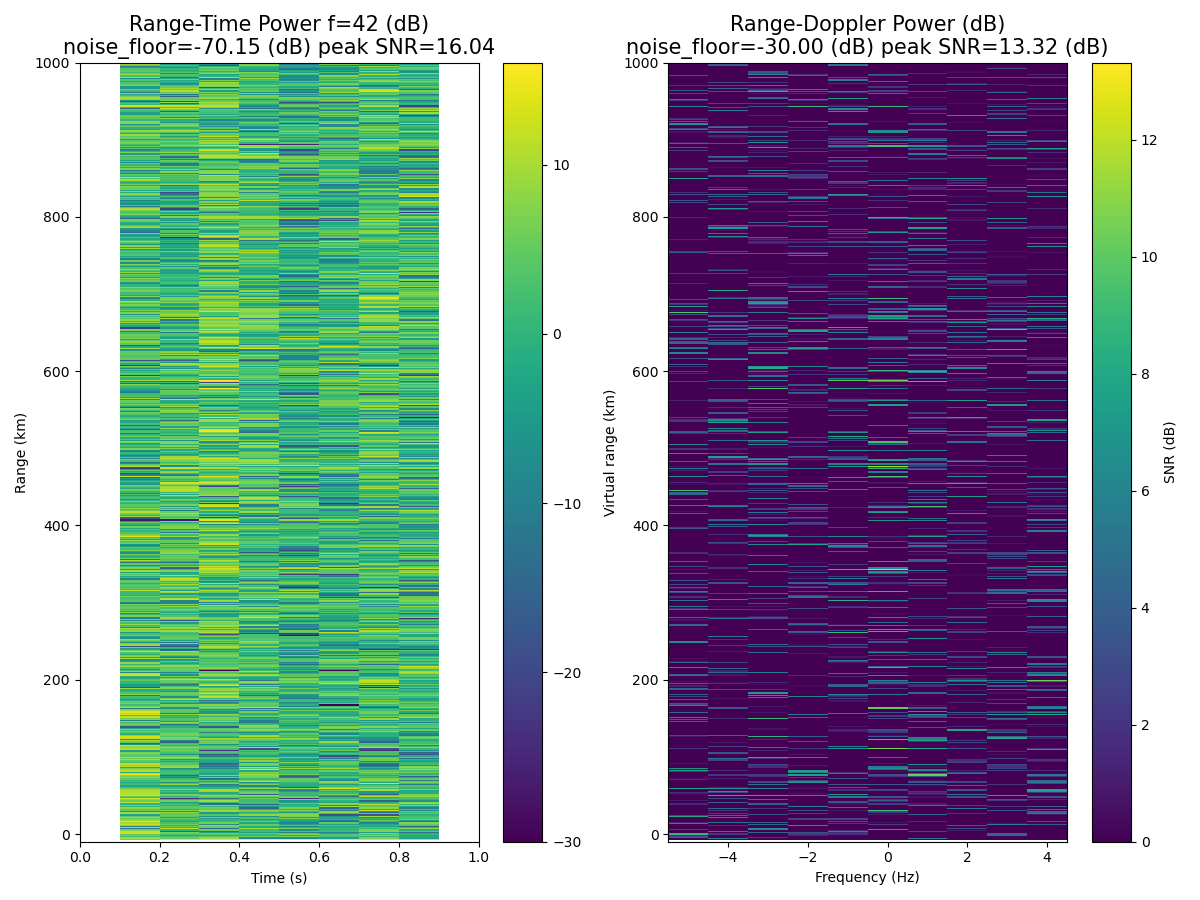 Range-Time Power f=42 (dB)
noise_floor=-70.15 (dB) peak SNR=16.04
Range (km)
1000
800
600
400
200
0
0.0 0.2 0.4 0.6 0.8 1.0
Time (s)
10
0
−10
−20
−30
Range-Doppler Power (dB)
noise_floor=-30.00 (dB) peak SNR=13.32 (dB)
Virtual range (km)
1000
800
600
400
200
0
−4 −2 0 2 4
Frequency (Hz)
12
10
8
6
4
2
0
SNR (dB)